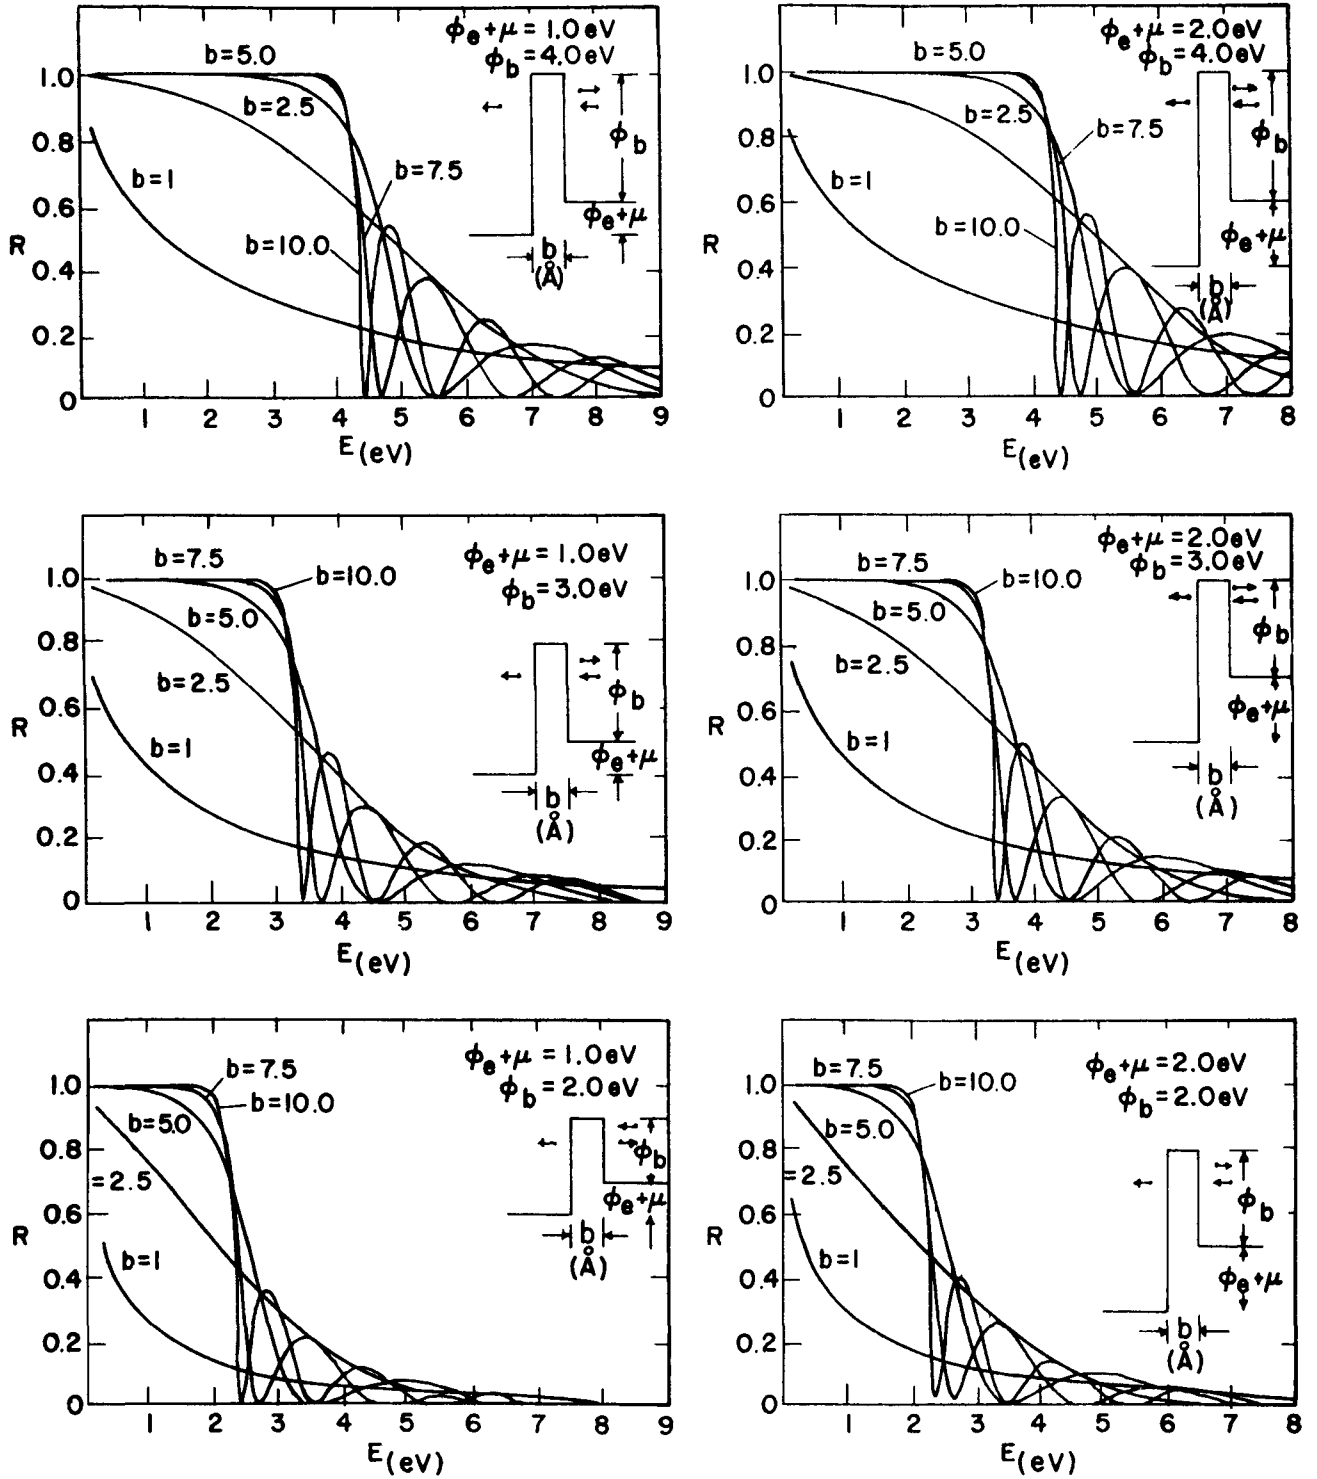 ϕe+μ = 1.0 eV
ϕb = 4.0 eV
b=5.0
b=2.5
b=7.5
b=1
b=10.0
ϕb
ϕe+μ
b
(Å)
R
1.0
0.8
0.6
0.4
0.2
0
1 2 3 4 5 6 7 8 9
E(eV)
ϕe+μ = 2.0 eV
ϕb = 4.0 eV
b=5.0
b=2.5
b=7.5
b=1
b=10.0
ϕb
ϕe+μ
b
(Å)
R
1.0
0.8
0.6
0.4
0.2
0
1 2 3 4 5 6 7 8
E(eV)
ϕe+μ = 1.0 eV
ϕb = 3.0 eV
b=7.5
b=10.0
b=5.0
b=2.5
b=1
ϕb
ϕe+μ
b
(Å)
R
1.0
0.8
0.6
0.4
0.2
0
1 2 3 4 5 6 7 8 9
E(eV)
ϕe+μ = 2.0 eV
ϕb = 3.0 eV
b=7.5
b=10.0
b=5.0
b=2.5
b=1
ϕb
ϕe+μ
b
(Å)
R
1.0
0.8
0.6
0.4
0.2
0
1 2 3 4 5 6 7 8
E(eV)
ϕe+μ = 1.0 eV
ϕb = 2.0 eV
b=7.5
b=10.0
b=5.0
=2.5
b=1
ϕb
ϕe+μ
b
(Å)
R
1.0
0.8
0.6
0.4
0.2
0
1 2 3 4 5 6 7 8
E(eV)
ϕe+μ = 2.0 eV
ϕb = 2.0 eV
b=7.5
b=10.0
b=5.0
=2.5
b=1
ϕb
ϕe+μ
b
(Å)
R
1.0
0.8
0.6
0.4
0.2
0
1 2 3 4 5 6 7 8
E(eV)